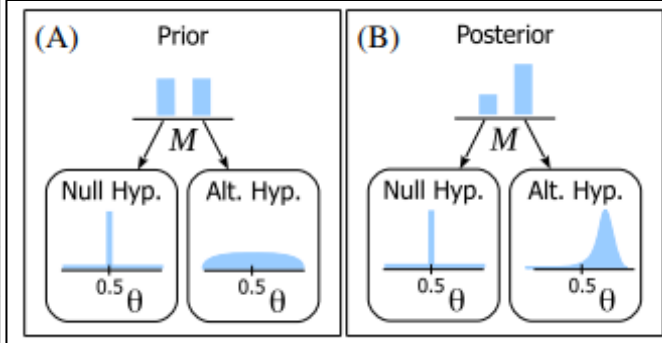 (A) Prior
M
Null Hyp.
0.5 θ
Alt. Hyp.
0.5 θ
(B) Posterior
M
Null Hyp.
0.5 θ
Alt. Hyp.
0.5 θ